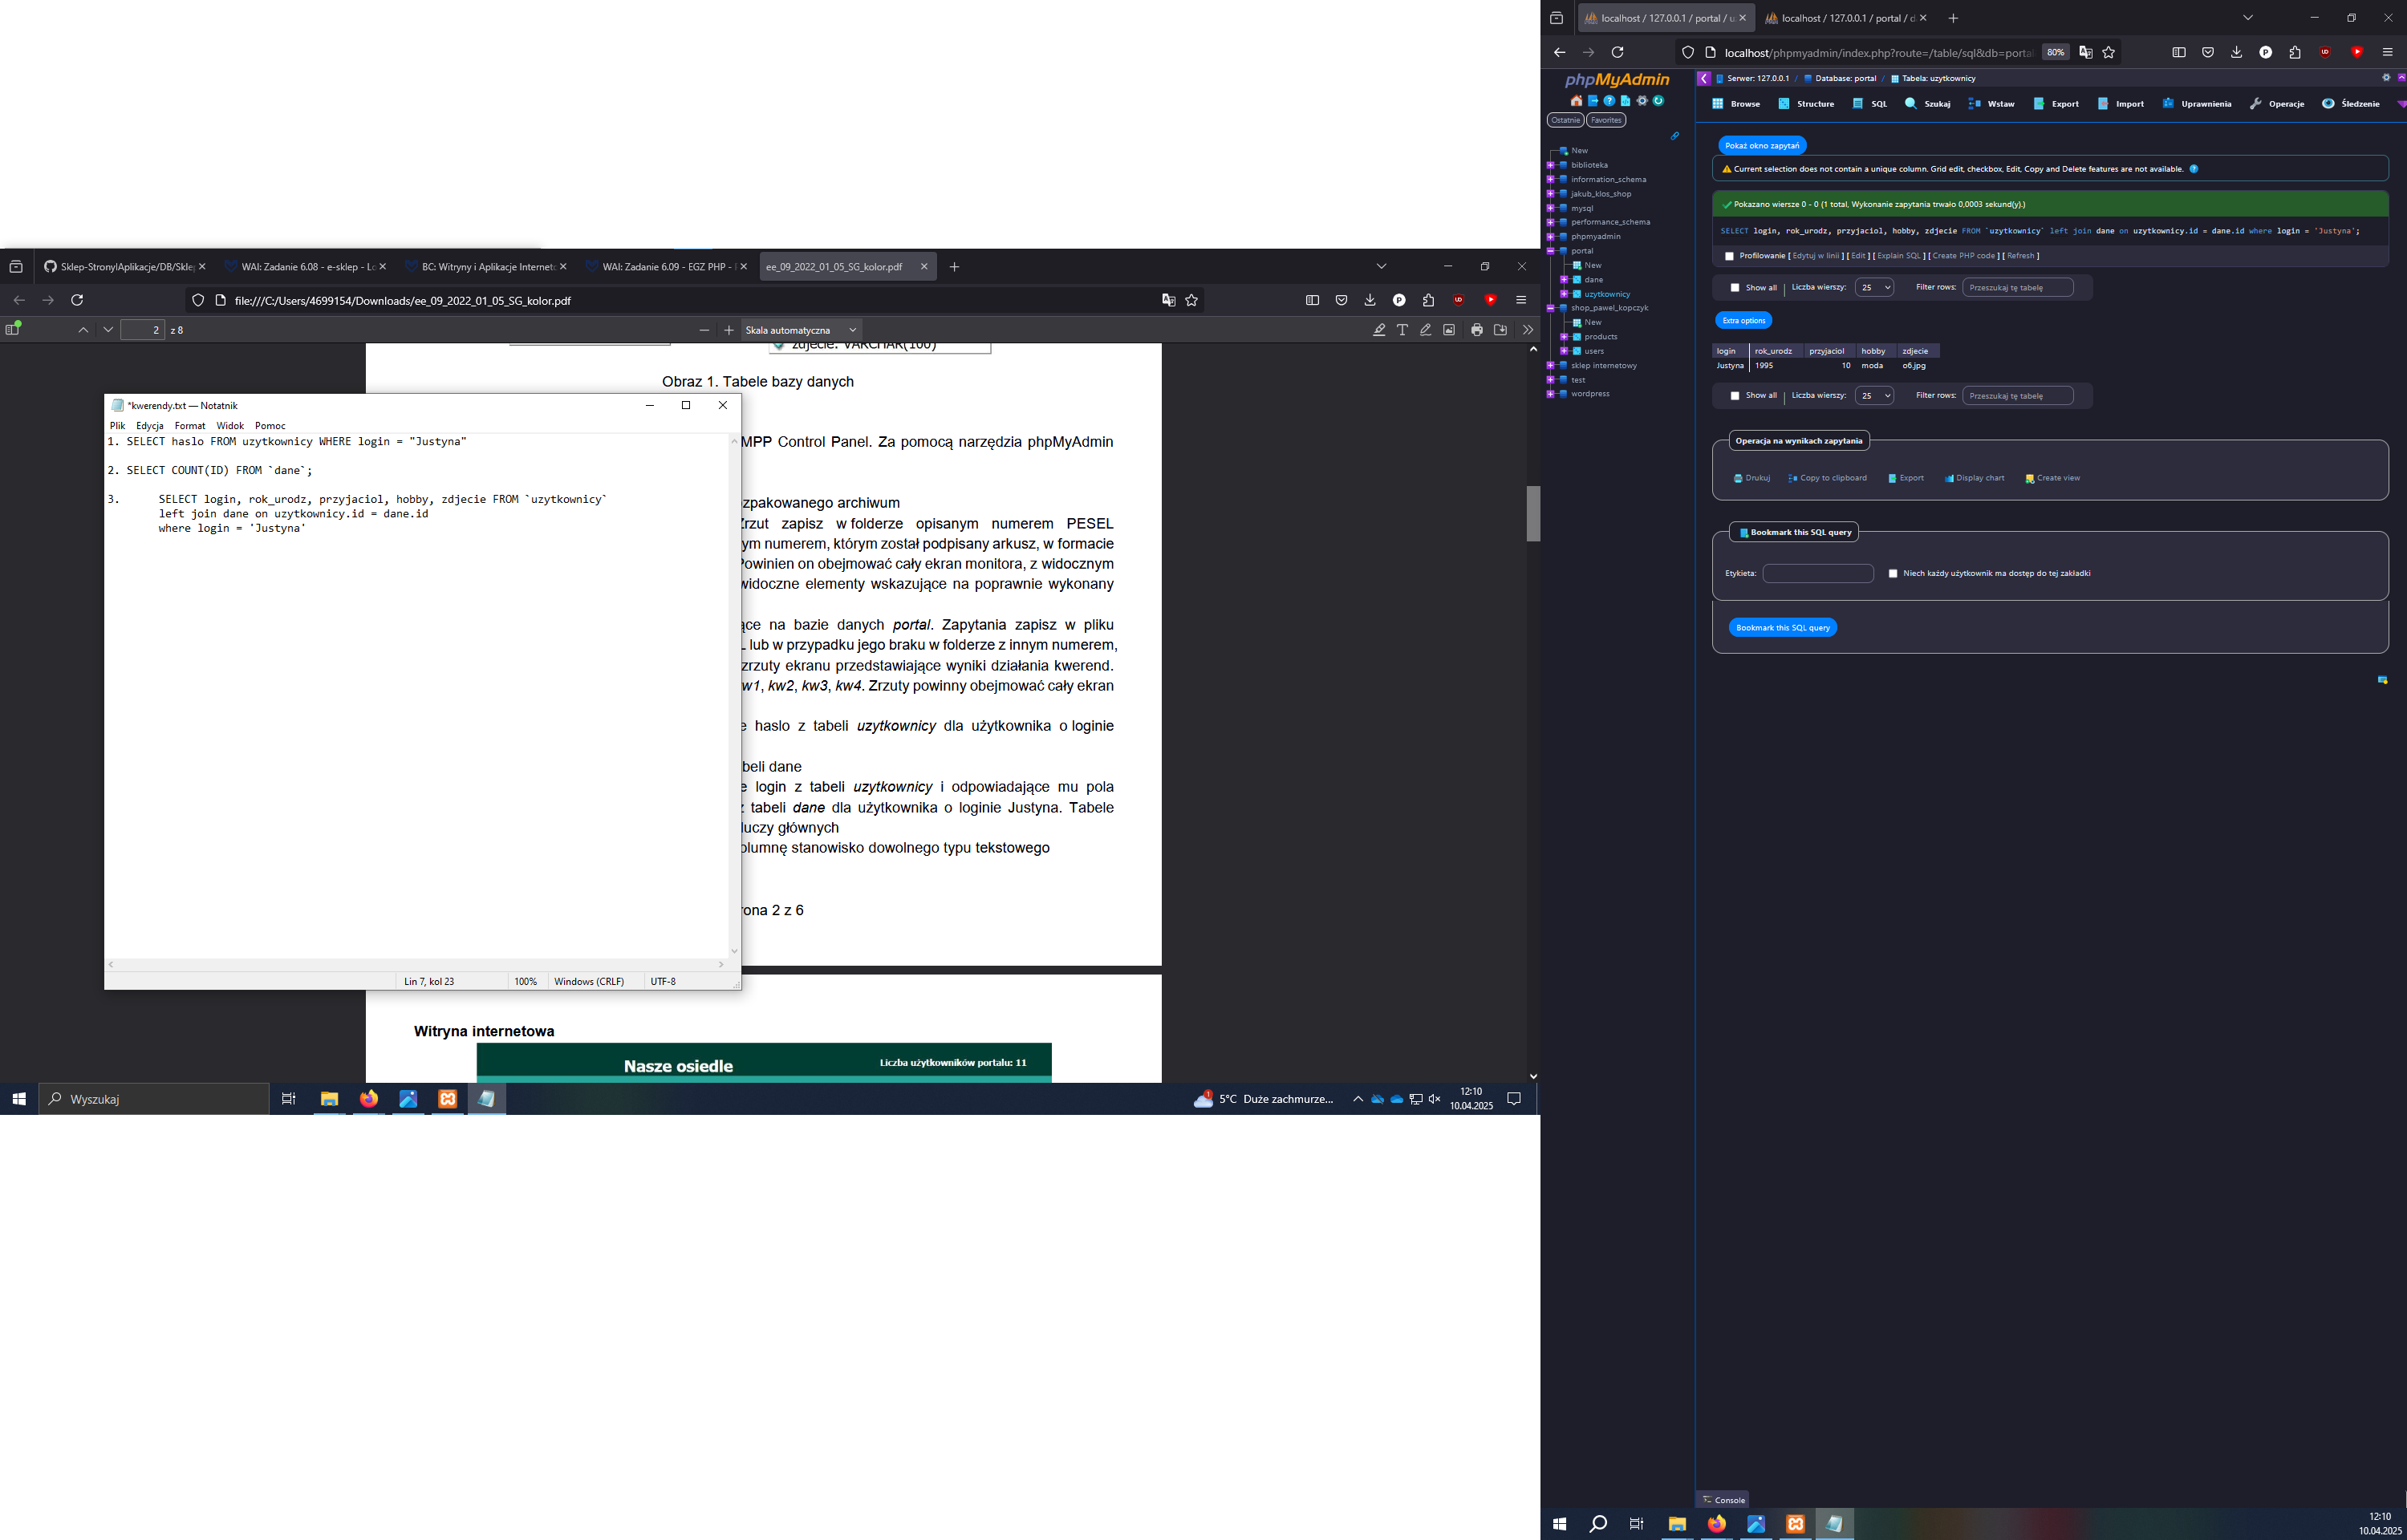 Sklep-Strony|Aplikacje/DB/Skle
WAI: Zadanie 6.08 - e-sklep - L
BC: Witryny i Aplikacje Internet
WAI: Zadanie 6.09 - EGZ PHP -
ee_09_2022_01_05_SG_kolor.pdf
file:///C:/Users/4699154/Downloads/ee_09_2022_01_05_SG_kolor.pdf
2 z 8
Skala automatyczna
zdjecie: VARCHAR(100)
Obraz 1. Tabele bazy danych
*kwerendy.txt — Notatnik
Plik Edycja Format Widok Pomoc
1. SELECT haslo FROM uzytkownicy WHERE login = "Justyna"
2. SELECT COUNT(ID) FROM `dane`;
3. SELECT login, rok_urodz, przyjaciol, hobby, zdjecie FROM `uzytkownicy`
left join dane on uzytkownicy.id = dane.id
where login = 'Justyna'
Lin 7, kol 23 100% Windows (CRLF) UTF-8
MPP Control Panel. Za pomocą narzędzia phpMyAdmin
zpakowanego archiwum
Zrzut zapisz w folderze opisanym numerem PESEL
ym numerem, którym został podpisany arkusz, w formacie
Powinien on obejmować cały ekran monitora, z widocznym
widoczne elementy wskazujące na poprawnie wykonany
ące na bazie danych portal. Zapytania zapisz w pliku
L lub w przypadku jego braku w folderze z innym numerem,
zrzuty ekranu przedstawiające wyniki działania kwerend.
w1, kw2, kw3, kw4. Zrzuty powinny obejmować cały ekran
e haslo z tabeli uzytkownicy dla użytkownika o loginie
beli dane
e login z tabeli uzytkownicy i odpowiadające mu pola
z tabeli dane dla użytkownika o loginie Justyna. Tabele
luczy głównych
olumnę stanowisko dowolnego typu tekstowego
rona 2 z 6
Witryna internetowa
Nasze osiedle
Liczba użytkowników portalu: 11
Wyszukaj
5°C Duże zachmurze...
12:10
10.04.2025
localhost / 127.0.0.1 / portal / u
localhost / 127.0.0.1 / portal / d
localhost/phpmyadmin/index.php?route=/table/sql&db=porta
80%
phpMyAdmin
Ostatnie Favorites
New
biblioteka
information_schema
jakub_klos_shop
mysql
performance_schema
phpmyadmin
portal
New
dane
uzytkownicy
shop_pawel_kopczyk
New
products
users
sklep internetowy
test
wordpress
Serwer: 127.0.0.1 / Database: portal / Tabela: uzytkownicy
Browse Structure SQL Szukaj Wstaw Export Import Uprawnienia Operacje Śledzenie
Pokaż okno zapytań
Current selection does not contain a unique column. Grid edit, checkbox, Edit, Copy and Delete features are not available.
Pokazano wiersze 0 - 0 (1 total, Wykonanie zapytania trwało 0,0003 sekund(y).)
SELECT login, rok_urodz, przyjaciol, hobby, zdjecie FROM `uzytkownicy` left join dane on uzytkownicy.id = dane.id where login = 'Justyna';
Profilowanie [ Edytuj w linii ] [ Edit ] [ Explain SQL ] [ Create PHP code ] [ Refresh ]
Show all Liczba wierszy: 25 Filter rows: Przeszukaj tę tabelę
Extra options
login rok_urodz przyjaciol hobby zdjecie
Justyna 1995 10 moda o6.jpg
Show all Liczba wierszy: 25 Filter rows: Przeszukaj tę tabelę
Operacja na wynikach zapytania
Drukuj Copy to clipboard Export Display chart Create view
Bookmark this SQL query
Etykieta: Niech każdy użytkownik ma dostęp do tej zakładki
Bookmark this SQL query
Console
12:10
10.04.2025